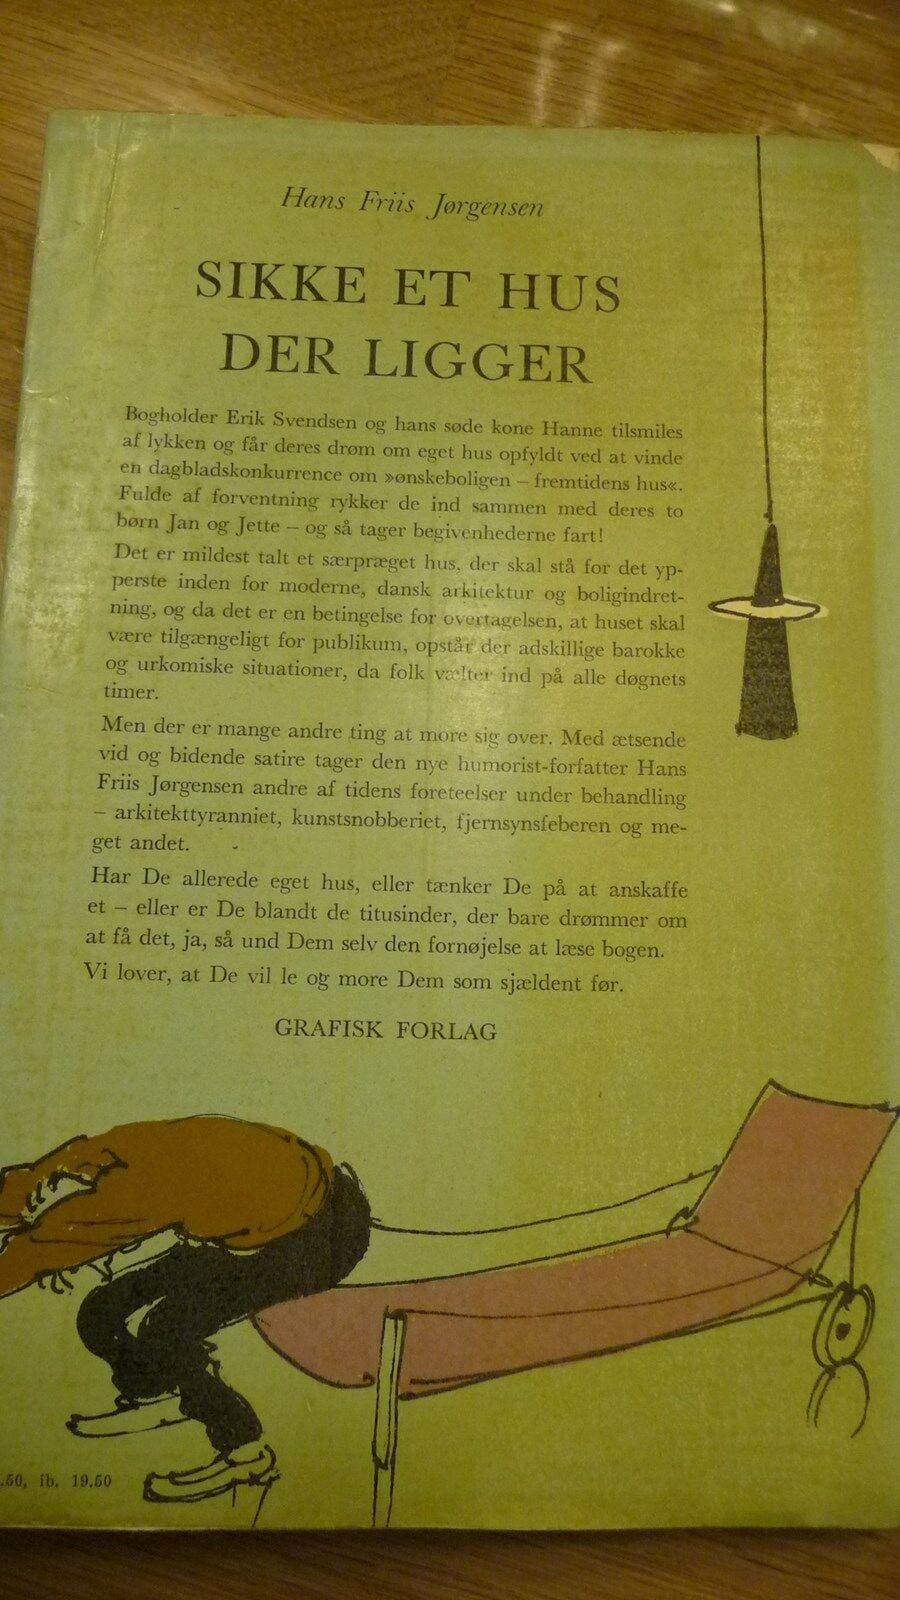 Hans Friis Jørgensen
SIKKE ET HUS
DER LIGGER
Bogholder Erik Svendsen og hans søde kone Hanne tilsmiles
af lykken og får deres drøm om eget hus opfyldt ved at vinde
en dagbladskonkurrence om »ønskeboligen – fremtidens hus«.
Fulde af forventning rykker de ind sammen med deres to
børn Jan og Jette – og så tager begivenhederne fart!
Det er mildest talt et særpræget hus, der skal stå for det yp-
perste inden for moderne, dansk arkitektur og boligindret-
ning, og da det er en betingelse for overtagelsen, at huset skal
være tilgængeligt for publikum, opstår der adskillige barokke
og urkomiske situationer, da folk vælter ind på alle døgnets
timer.
Men der er mange andre ting at more sig over. Med ætsende
vid og bidende satire tager den nye humorist-forfatter Hans
Friis Jørgensen andre af tidens foreteelser under behandling
– arkitekttyranniet, kunstsnobberiet, fjernsynsfeberen og me-
get andet.
Har De allerede eget hus, eller tænker De på at anskaffe
et – eller er De blandt de titusinder, der bare drømmer om
at få det, ja, så und Dem selv den fornøjelse at læse bogen.
Vi lover, at De vil le og more Dem som sjældent før.
GRAFISK FORLAG
.50, ib. 19.50